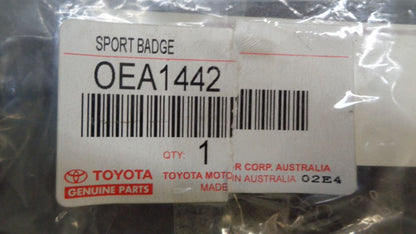 SPORT BADGE
OEA1442
QTY: 1
TOYOTA TOYOTA MOTO R CORP. AUSTRALIA
GENUINE PARTS MADE IN AUSTRALIA 02E4